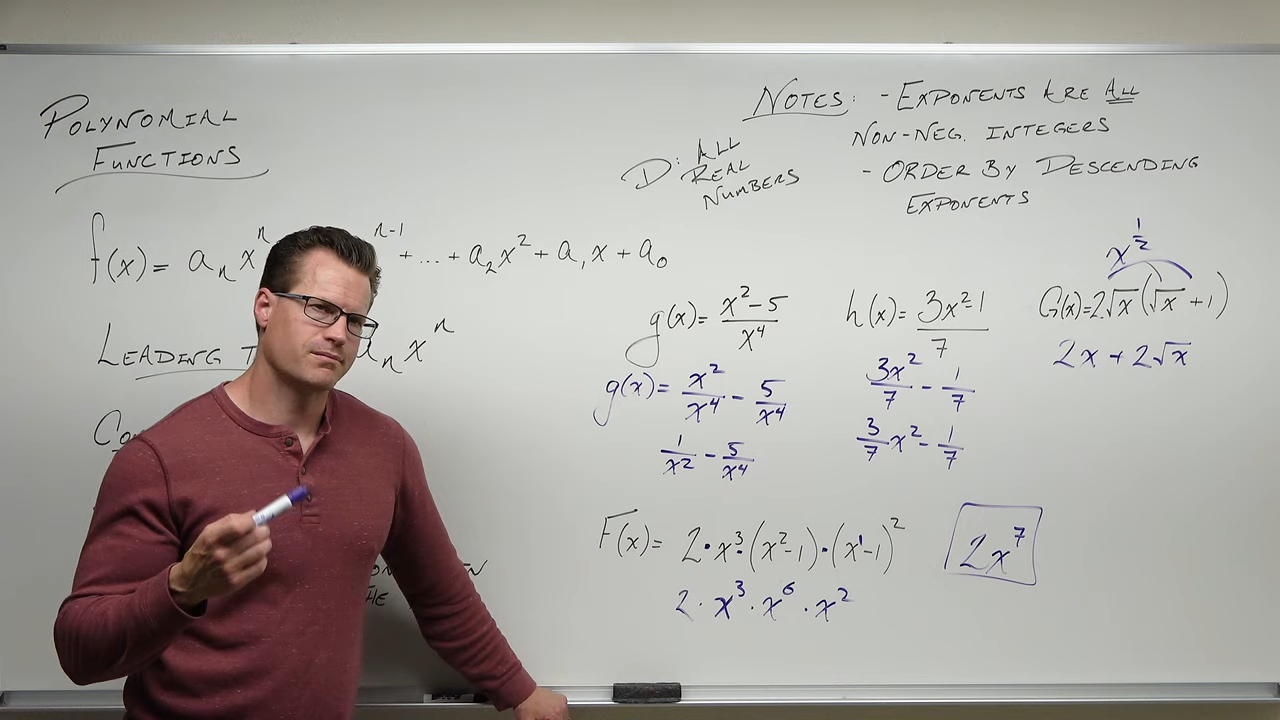 POLYNOMIAL
FUNCTIONS
f(x) = aₙxⁿ ⁿ⁻¹ + ... + a₂x² + a₁x + a₀
LEADING aₙxⁿ
NOTES: - EXPONENTS ARE ALL
NON-NEG. INTEGERS
- ORDER BY DESCENDING
EXPONENTS
D: ALL
REAL
NUMBERS
g(x) = (x²-5)/x⁴
g(x) = x²/x⁴ - 5/x⁴
1/x² - 5/x⁴
h(x) = (3x²-1)/7
3x²/7 - 1/7
3/7 x² - 1/7
x^(1/2)
G(x) = 2√x(√x + 1)
2x + 2√x
F(x) = 2·x³·(x²-1)·(x¹-1)²
2·x³·x⁶·x²
2x⁷